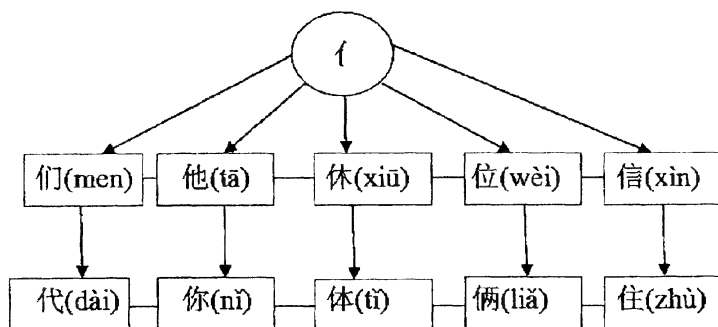 亻
们(men) 他(tā) 休(xiū) 位(wèi) 信(xìn)
代(dài) 你(nǐ) 体(tǐ) 俩(liǎ) 住(zhù)